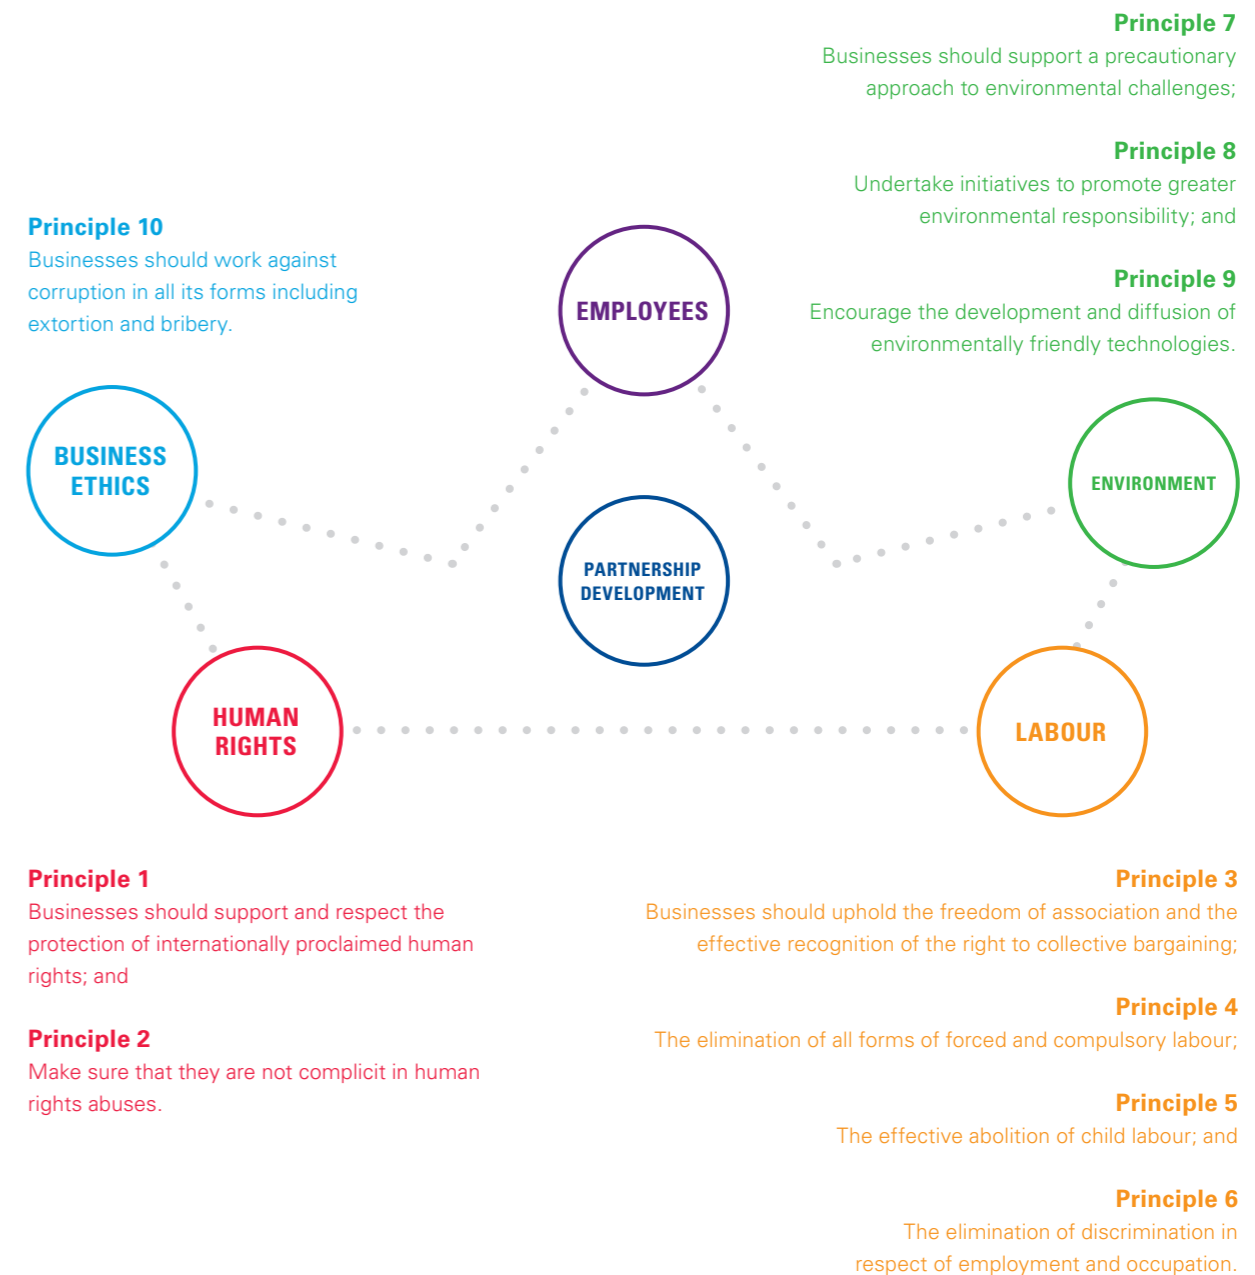 Principle 7
Businesses should support a precautionary
approach to environmental challenges;
Principle 8
Undertake initiatives to promote greater
environmental responsibility; and
Principle 9
Encourage the development and diffusion of
environmentally friendly technologies.
Principle 10
Businesses should work against
corruption in all its forms including
extortion and bribery.
EMPLOYEES
BUSINESS
ETHICS
ENVIRONMENT
PARTNERSHIP
DEVELOPMENT
HUMAN
RIGHTS
LABOUR
Principle 1
Businesses should support and respect the
protection of internationally proclaimed human
rights; and
Principle 2
Make sure that they are not complicit in human
rights abuses.
Principle 3
Businesses should uphold the freedom of association and the
effective recognition of the right to collective bargaining;
Principle 4
The elimination of all forms of forced and compulsory labour;
Principle 5
The effective abolition of child labour; and
Principle 6
The elimination of discrimination in
respect of employment and occupation.